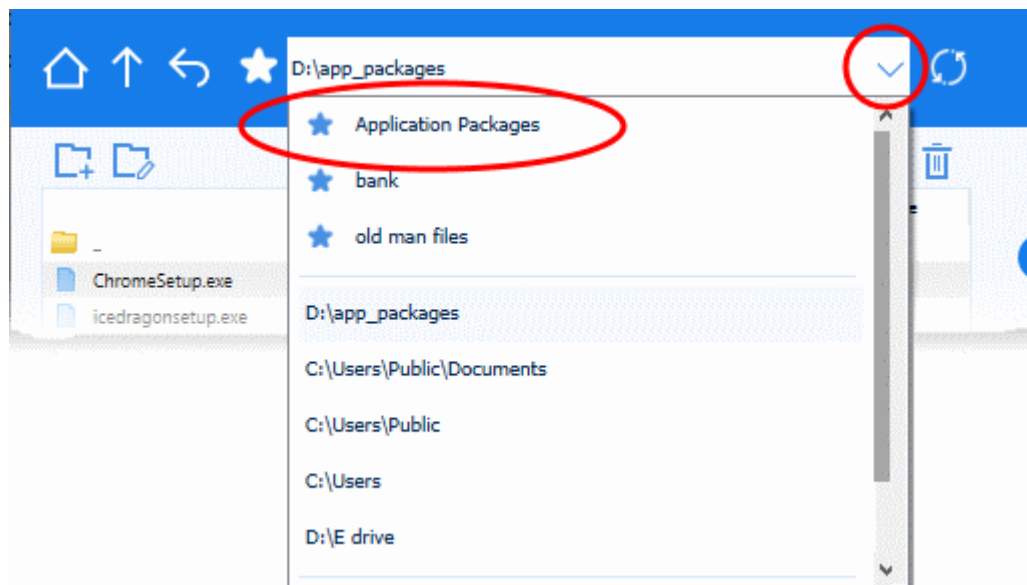 D:\app_packages
Application Packages
bank
old man files
_
ChromeSetup.exe
icedragonsetup.exe
D:\app_packages
C:\Users\Public\Documents
C:\Users\Public
C:\Users
D:\E drive